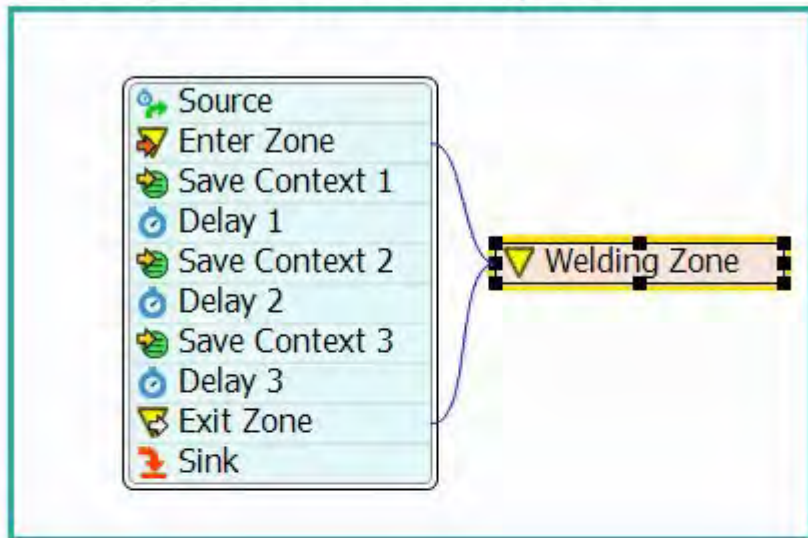 Source
Enter Zone
Save Context 1
Delay 1
Save Context 2
Delay 2
Save Context 3
Delay 3
Exit Zone
Sink
Welding Zone